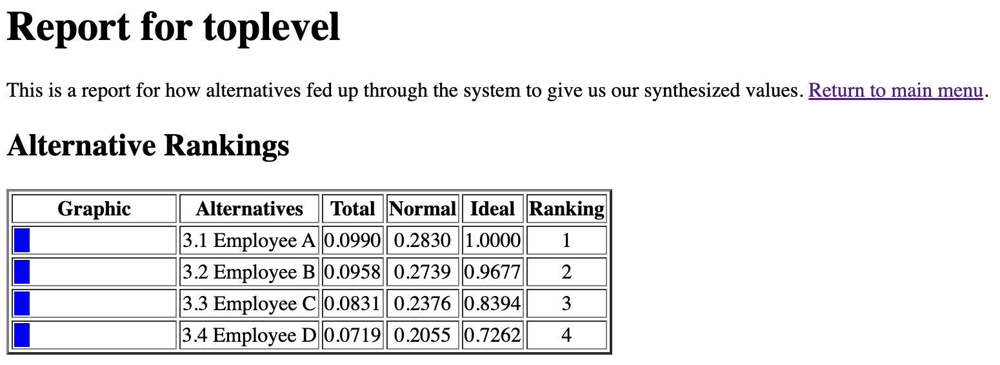 Report for toplevel
This is a report for how alternatives fed up through the system to give us our synthesized values. Return to main menu.
Alternative Rankings
Graphic Alternatives Total Normal Ideal Ranking
3.1 Employee A 0.0990 0.2830 1.0000 1
3.2 Employee B 0.0958 0.2739 0.9677 2
3.3 Employee C 0.0831 0.2376 0.8394 3
3.4 Employee D 0.0719 0.2055 0.7262 4